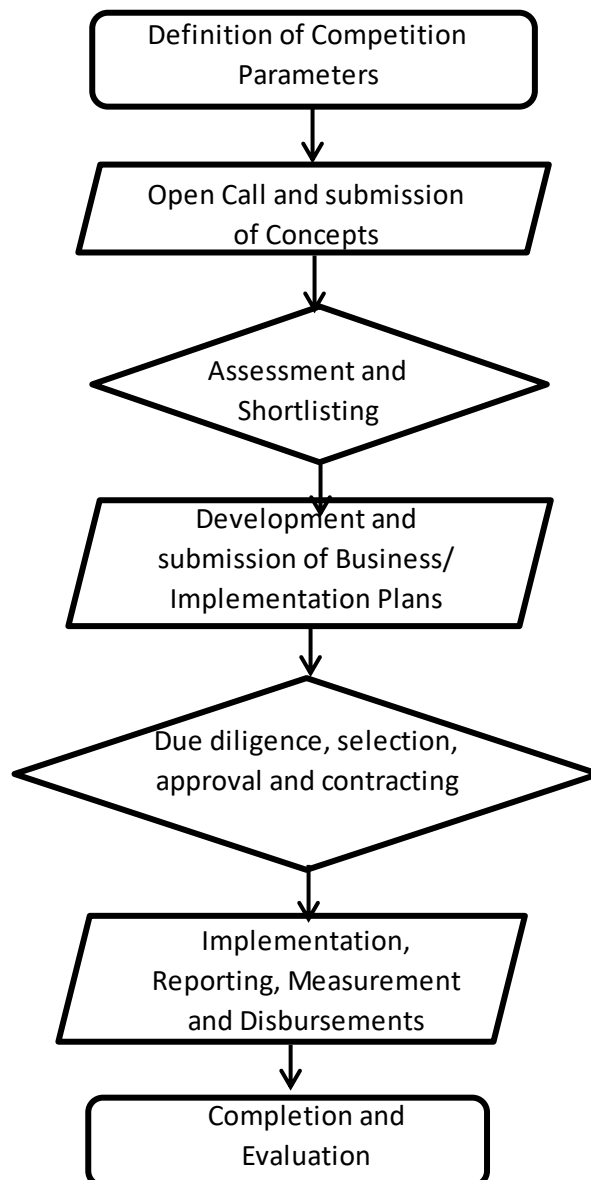 Definition of Competition
Parameters
Open Call and submission
of Concepts
Assessment and
Shortlisting
Development and
submission of Business/
Implementation Plans
Due diligence, selection,
approval and contracting
Implementation,
Reporting, Measurement
and Disbursements
Completion and
Evaluation